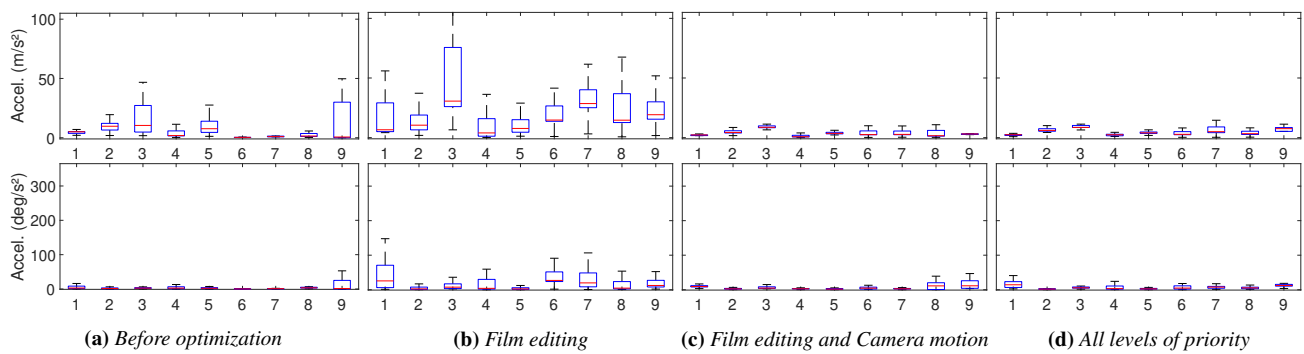 Accel. (m/s²)
100
50
0
1 2 3 4 5 6 7 8 9
1 2 3 4 5 6 7 8 9
1 2 3 4 5 6 7 8 9
1 2 3 4 5 6 7 8 9
Accel. (deg/s²)
300
200
100
0
1 2 3 4 5 6 7 8 9
1 2 3 4 5 6 7 8 9
1 2 3 4 5 6 7 8 9
1 2 3 4 5 6 7 8 9
(a) Before optimization
(b) Film editing
(c) Film editing and Camera motion
(d) All levels of priority